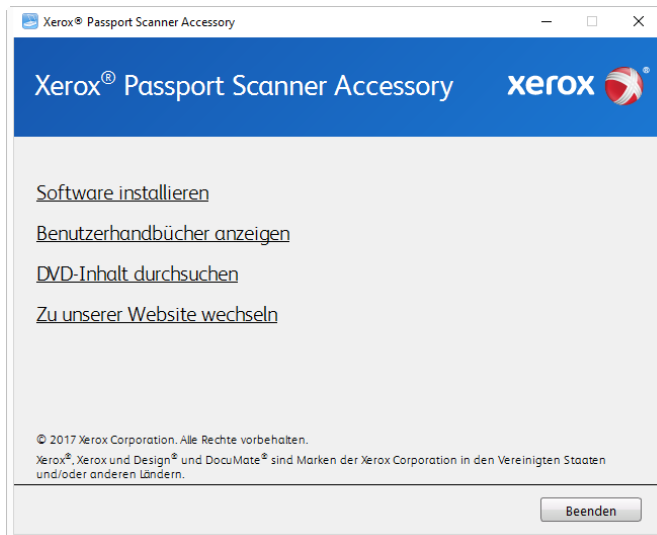 Xerox® Passport Scanner Accessory
Xerox® Passport Scanner Accessory
xerox ®
Software installieren
Benutzerhandbücher anzeigen
DVD-Inhalt durchsuchen
Zu unserer Website wechseln
© 2017 Xerox Corporation. Alle Rechte vorbehalten.
Xerox®, Xerox und Design® und DocuMate® sind Marken der Xerox Corporation in den Vereinigten Staaten
und/oder anderen Ländern.
Beenden